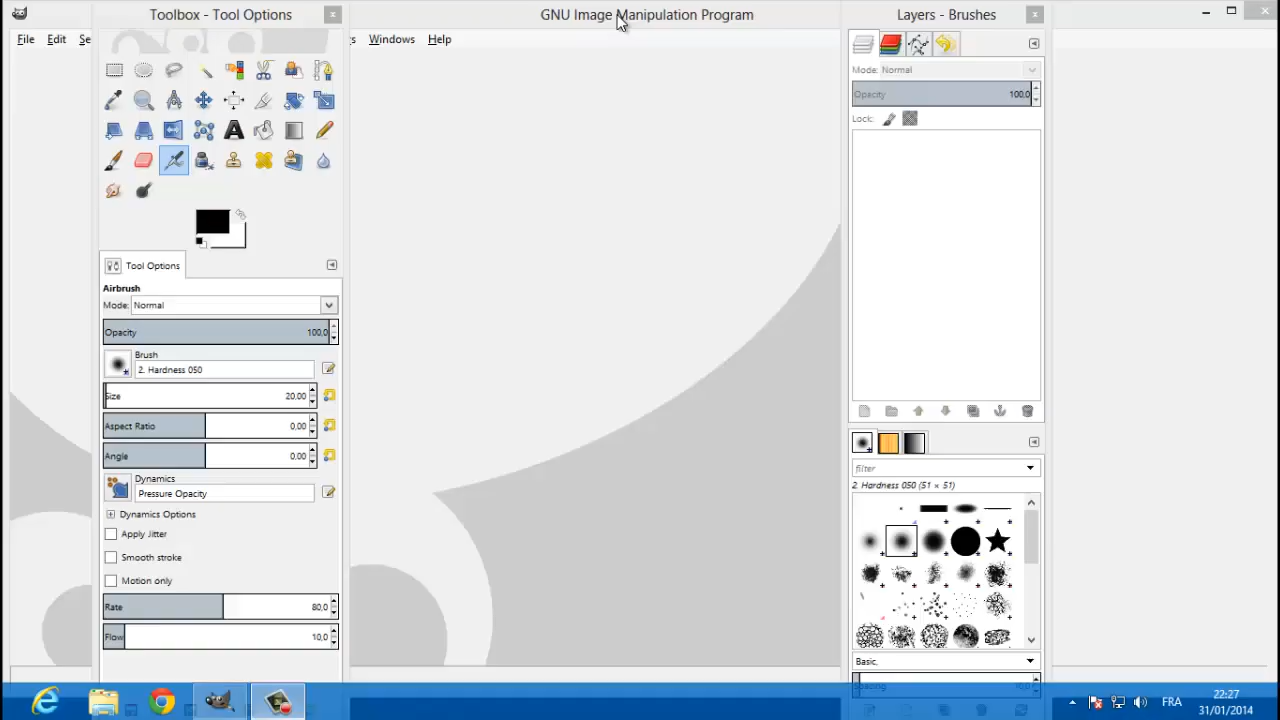 Toolbox - Tool Options
GNU Image Manipulation Program
Layers - Brushes
File Edit Se
s Windows Help
Mode: Normal
Opacity 100,0
Lock:
Tool Options
Airbrush
Mode: Normal
Opacity 100,0
Brush
2. Hardness 050
Size 20.00
Aspect Ratio 0,00
Angle 0.00
Dynamics
Pressure Opacity
Dynamics Options
Apply Jitter
Smooth stroke
Motion only
Rate 80,0
Flow 10,0
filter
2. Hardness 050 (51 × 51)
Basic,
Spacing
FRA
22:27
31/01/2014